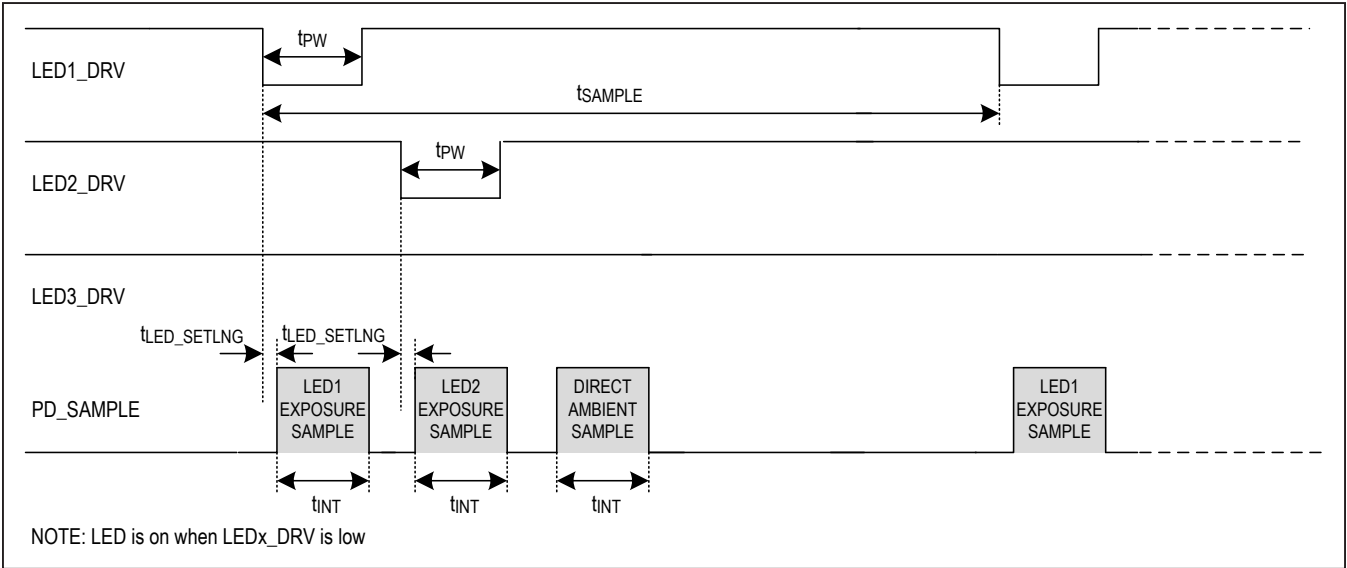 tPW
LED1_DRV
tSAMPLE
tPW
LED2_DRV
LED3_DRV
tLED_SETLNG
tLED_SETLNG
PD_SAMPLE
LED1
EXPOSURE
SAMPLE
LED2
EXPOSURE
SAMPLE
DIRECT
AMBIENT
SAMPLE
LED1
EXPOSURE
SAMPLE
tINT
tINT
tINT
NOTE: LED is on when LEDx_DRV is low